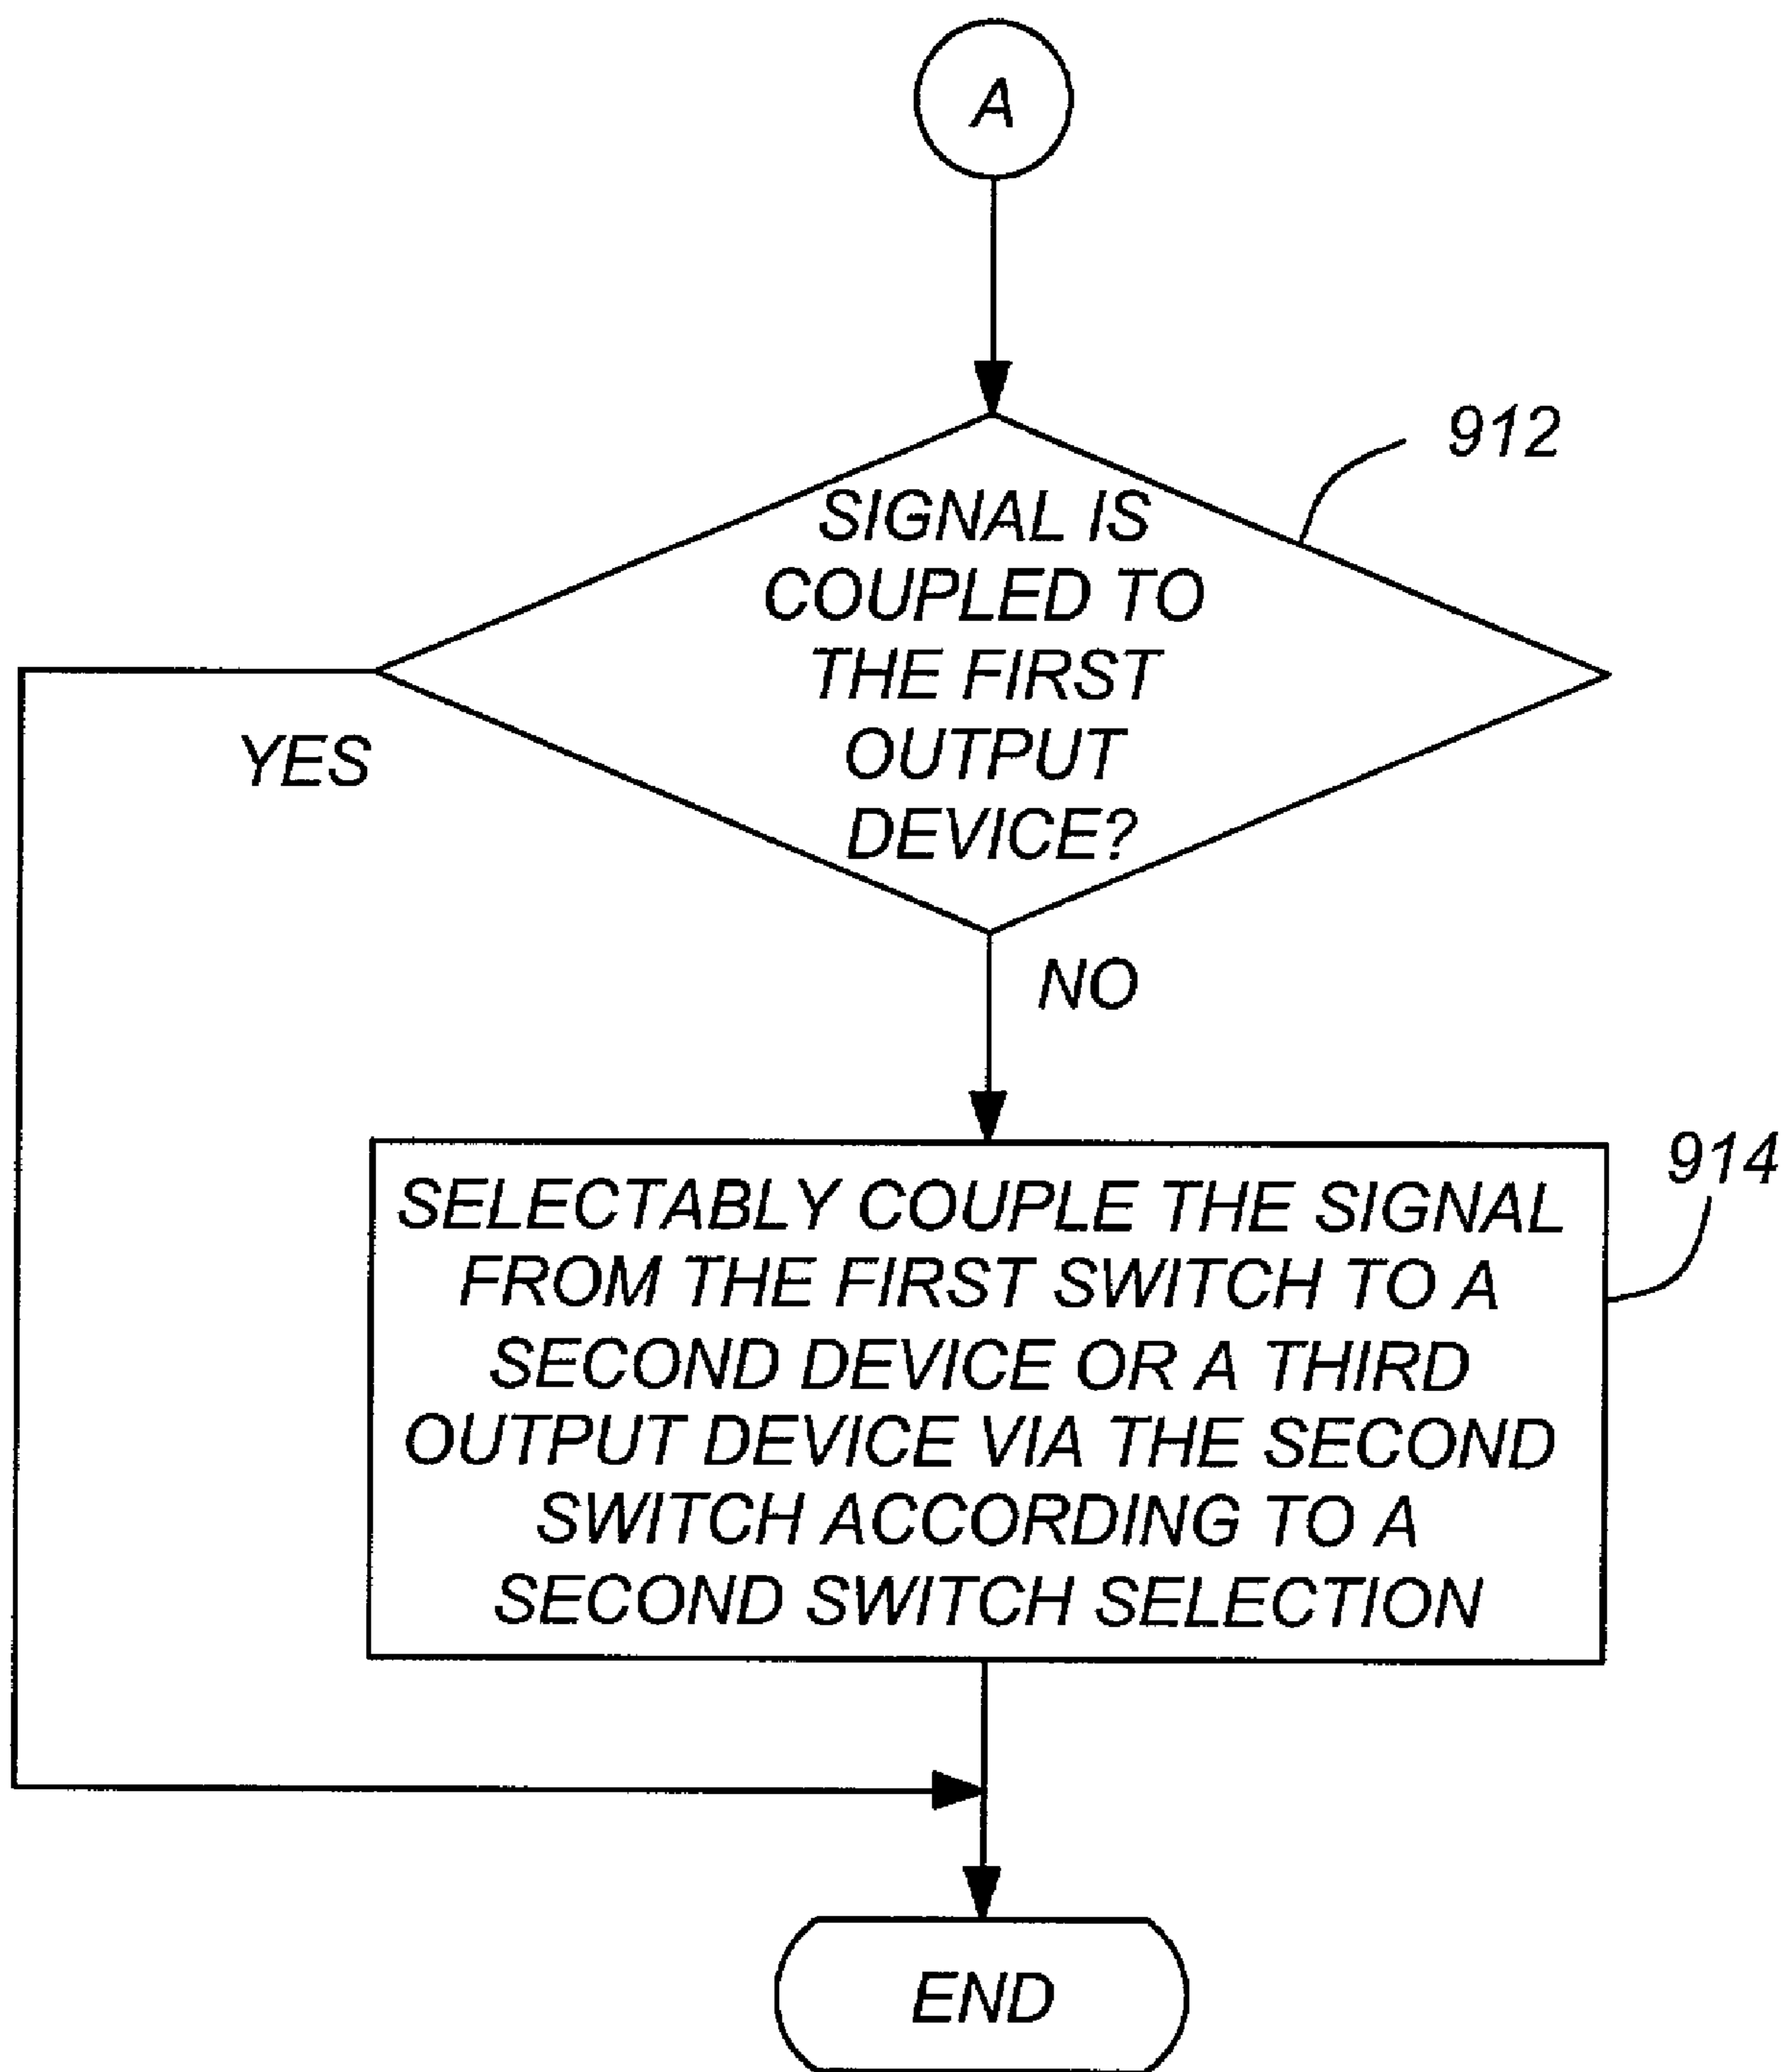 A
912
SIGNAL IS
COUPLED TO
THE FIRST
OUTPUT
DEVICE?
YES
NO
914
SELECTABLY COUPLE THE SIGNAL
FROM THE FIRST SWITCH TO A
SECOND DEVICE OR A THIRD
OUTPUT DEVICE VIA THE SECOND
SWITCH ACCORDING TO A
SECOND SWITCH SELECTION
END